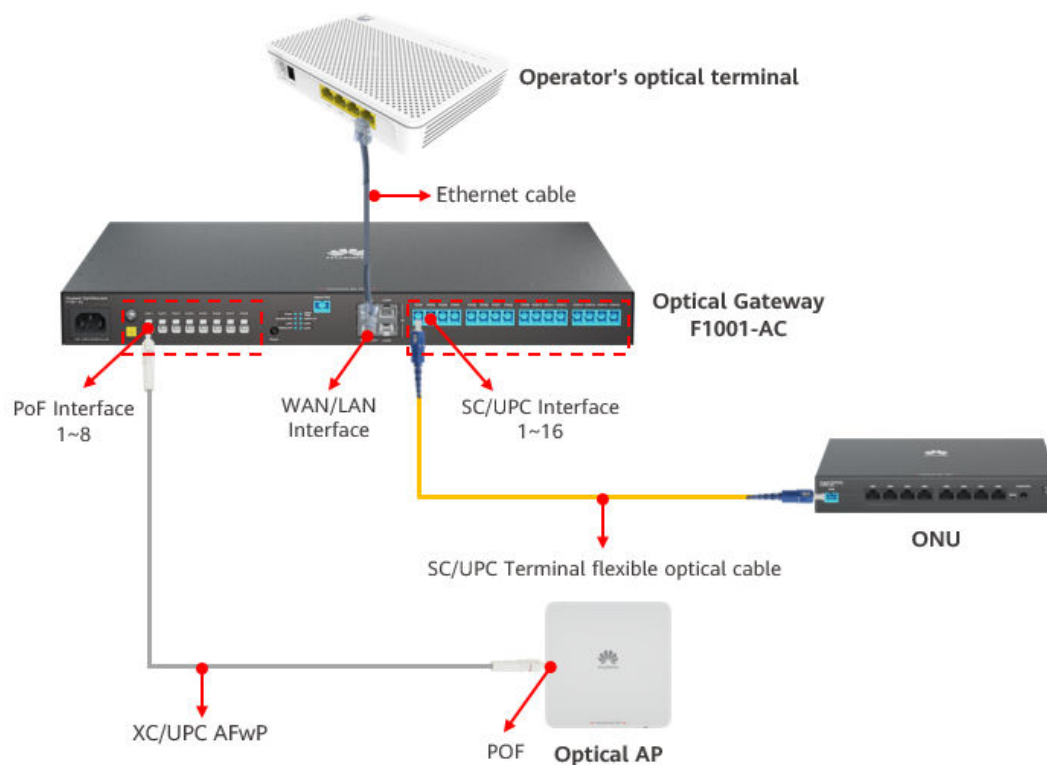 Operator's optical terminal
Ethernet cable
Optical Gateway
F1001-AC
PoF Interface
1~8
WAN/LAN
Interface
SC/UPC Interface
1~16
ONU
SC/UPC Terminal flexible optical cable
XC/UPC AFwP
POF
Optical AP